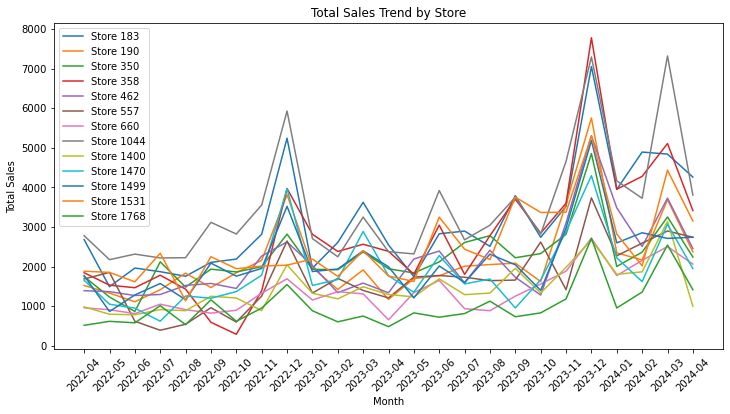 Total Sales Trend by Store
Total Sales
8000
7000
6000
5000
4000
3000
2000
1000
0
Store 183
Store 190
Store 350
Store 358
Store 462
Store 557
Store 660
Store 1044
Store 1400
Store 1470
Store 1499
Store 1531
Store 1768
2022-04
2022-05
2022-06
2022-07
2022-08
2022-09
2022-10
2022-11
2022-12
2023-01
2023-02
2023-03
2023-04
2023-05
2023-06
2023-07
2023-08
2023-09
2023-10
2023-11
2023-12
2024-01
2024-02
2024-03
2024-04
Month